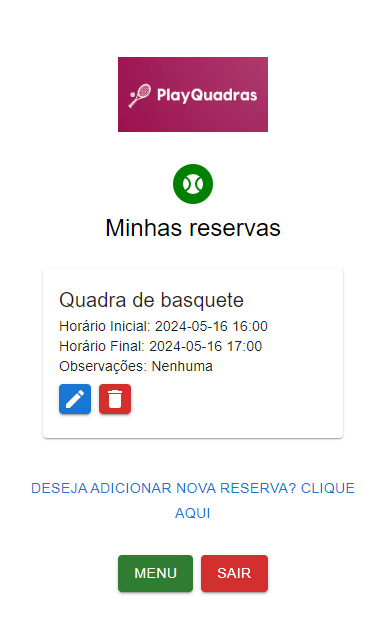 PlayQuadras
Minhas reservas
Quadra de basquete
Horário Inicial: 2024-05-16 16:00
Horário Final: 2024-05-16 17:00
Observações: Nenhuma
DESEJA ADICIONAR NOVA RESERVA? CLIQUE
AQUI
MENU SAIR